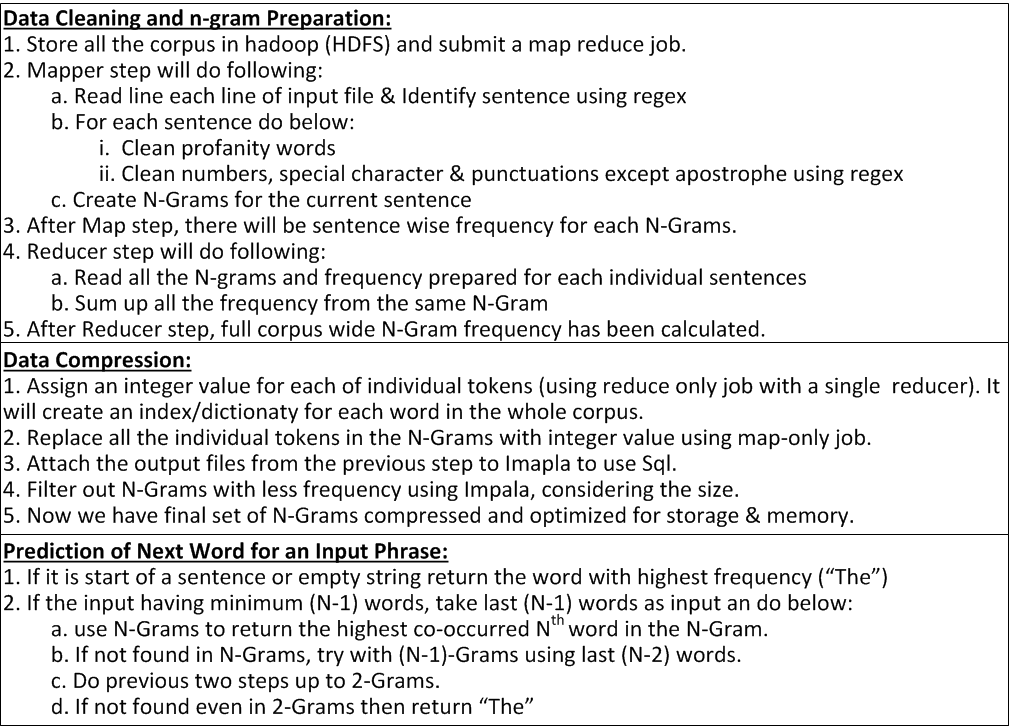 Data Cleaning and n-gram Preparation:
1. Store all the corpus in hadoop (HDFS) and submit a map reduce job.
2. Mapper step will do following:
a. Read line each line of input file & Identify sentence using regex
b. For each sentence do below:
i. Clean profanity words
ii. Clean numbers, special character & punctuations except apostrophe using regex
c. Create N-Grams for the current sentence
3. After Map step, there will be sentence wise frequency for each N-Grams.
4. Reducer step will do following:
a. Read all the N-grams and frequency prepared for each individual sentences
b. Sum up all the frequency from the same N-Gram
5. After Reducer step, full corpus wide N-Gram frequency has been calculated.
Data Compression:
1. Assign an integer value for each of individual tokens (using reduce only job with a single reducer). It
will create an index/dictionaty for each word in the whole corpus.
2. Replace all the individual tokens in the N-Grams with integer value using map-only job.
3. Attach the output files from the previous step to Imapla to use Sql.
4. Filter out N-Grams with less frequency using Impala, considering the size.
5. Now we have final set of N-Grams compressed and optimized for storage & memory.
Prediction of Next Word for an Input Phrase:
1. If it is start of a sentence or empty string return the word with highest frequency (“The”)
2. If the input having minimum (N-1) words, take last (N-1) words as input an do below:
a. use N-Grams to return the highest co-occurred Nth word in the N-Gram.
b. If not found in N-Grams, try with (N-1)-Grams using last (N-2) words.
c. Do previous two steps up to 2-Grams.
d. If not found even in 2-Grams then return “The”